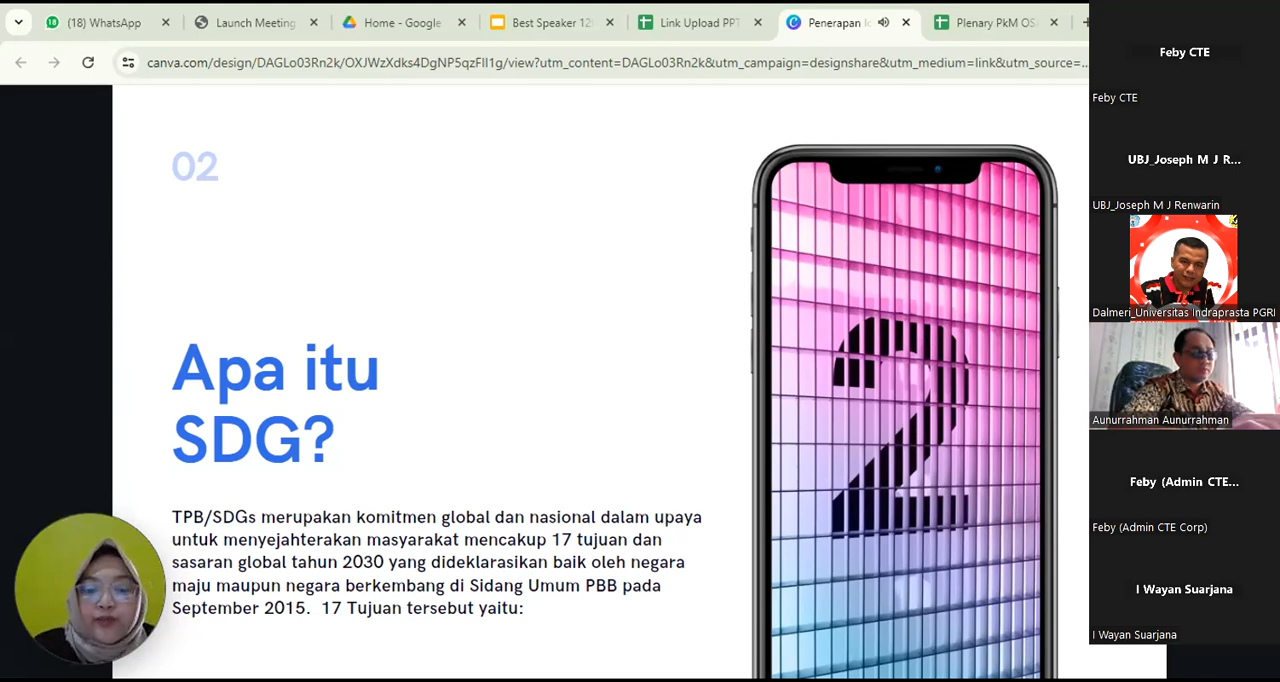 (18) WhatsApp
Launch Meeting
Home - Google
Best Speaker 12
Link Upload PPT
Penerapan
Plenary PkM OS
canva.com/design/DAGLo03Rn2k/OXJWzXdks4DgNP5qzFlI1g/view?utm_content=DAGLo03Rn2k&utm_campaign=designshare&utm_medium=link&utm_source=...
02
Apa itu
SDG?
TPB/SDGs merupakan komitmen global dan nasional dalam upaya
untuk menyejahterakan masyarakat mencakup 17 tujuan dan
sasaran global tahun 2030 yang dideklarasikan baik oleh negara
maju maupun negara berkembang di Sidang Umum PBB pada
September 2015. 17 Tujuan tersebut yaitu:
2
Feby CTE
Feby CTE
UBJ_Joseph M J R...
UBJ_Joseph M J Renwarin
Dalmeri_Universitas Indraprasta PGRI
Aunurrahman Aunurrahman
Feby (Admin CTE...
Feby (Admin CTE Corp)
I Wayan Suarjana
I Wayan Suarjana